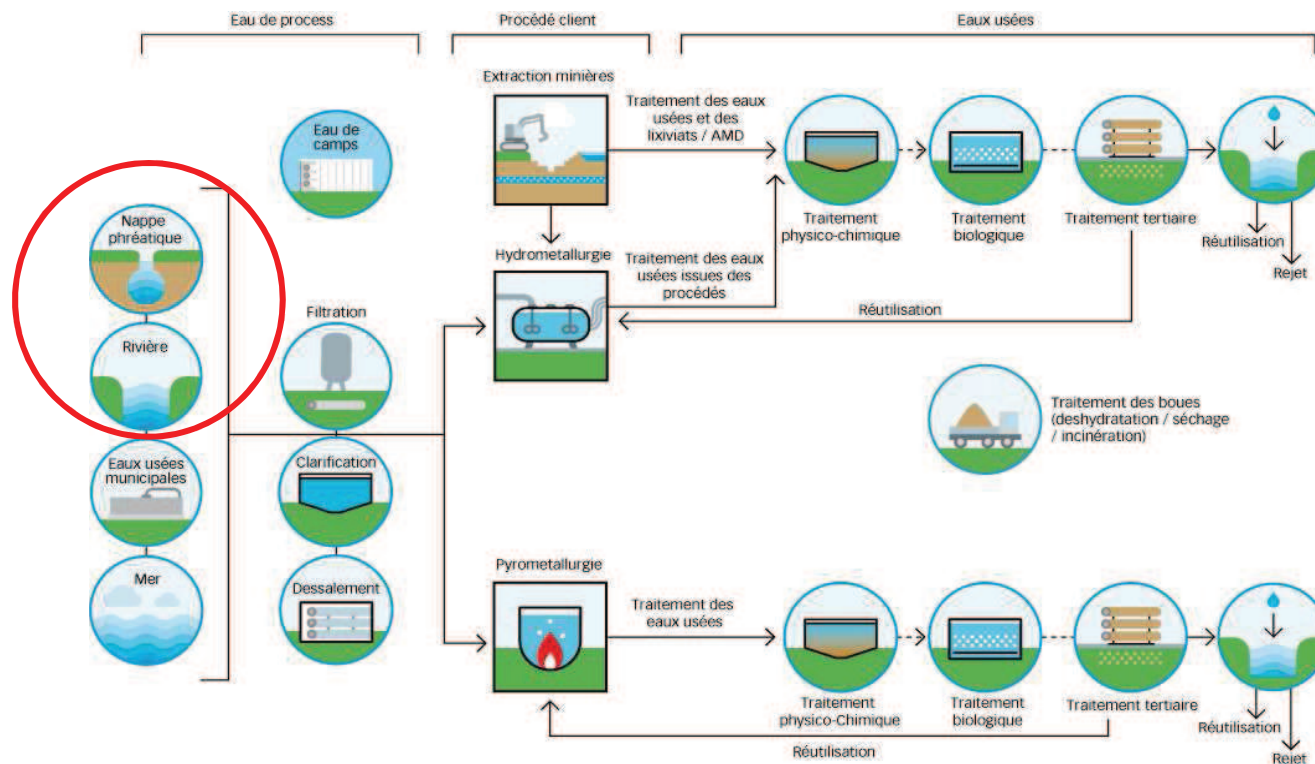 Eau de process
Procédé client
Eaux usées
Eau de
camps
Nappe
phréatique
Rivière
Eaux usées
municipales
Mer
Filtration
Clarification
Dessalement
Extraction minières
Hydrometallurgie
Pyrometallurgie
Traitement des eaux
usées et des
lixiviats / AMD
Traitement des eaux
usées issues des
procédés
Traitement
physico-chimique
Traitement
biologique
Traitement tertiaire
Réutilisation
Rejet
Réutilisation
Traitement des boues
(deshydratation / séchage
/ incinération)
Traitement des
eaux usées
Traitement
physico-Chimique
Traitement
biologique
Traitement tertiaire
Réutilisation
Rejet
Réutilisation